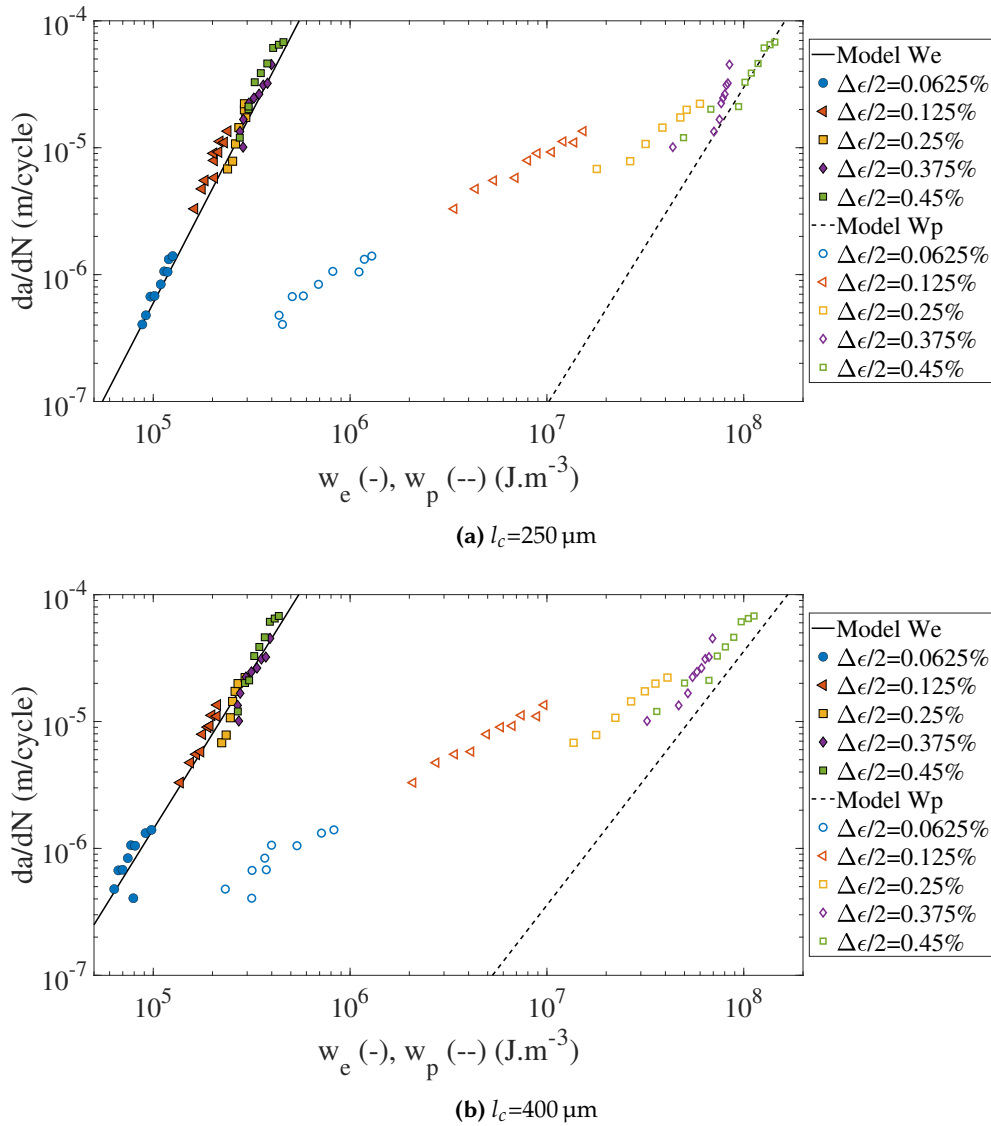 10^-4
10^-5
10^-6
10^-7
da/dN (m/cycle)
10^5
10^6
10^7
10^8
w_e (-), w_p (--) (J.m^-3)
Model We
Δϵ/2=0.0625%
Δϵ/2=0.125%
Δϵ/2=0.25%
Δϵ/2=0.375%
Δϵ/2=0.45%
Model Wp
Δϵ/2=0.0625%
Δϵ/2=0.125%
Δϵ/2=0.25%
Δϵ/2=0.375%
Δϵ/2=0.45%
(a) l_c=250 µm
10^-4
10^-5
10^-6
10^-7
da/dN (m/cycle)
10^5
10^6
10^7
10^8
w_e (-), w_p (--) (J.m^-3)
Model We
Δϵ/2=0.0625%
Δϵ/2=0.125%
Δϵ/2=0.25%
Δϵ/2=0.375%
Δϵ/2=0.45%
Model Wp
Δϵ/2=0.0625%
Δϵ/2=0.125%
Δϵ/2=0.25%
Δϵ/2=0.375%
Δϵ/2=0.45%
(b) l_c=400 µm